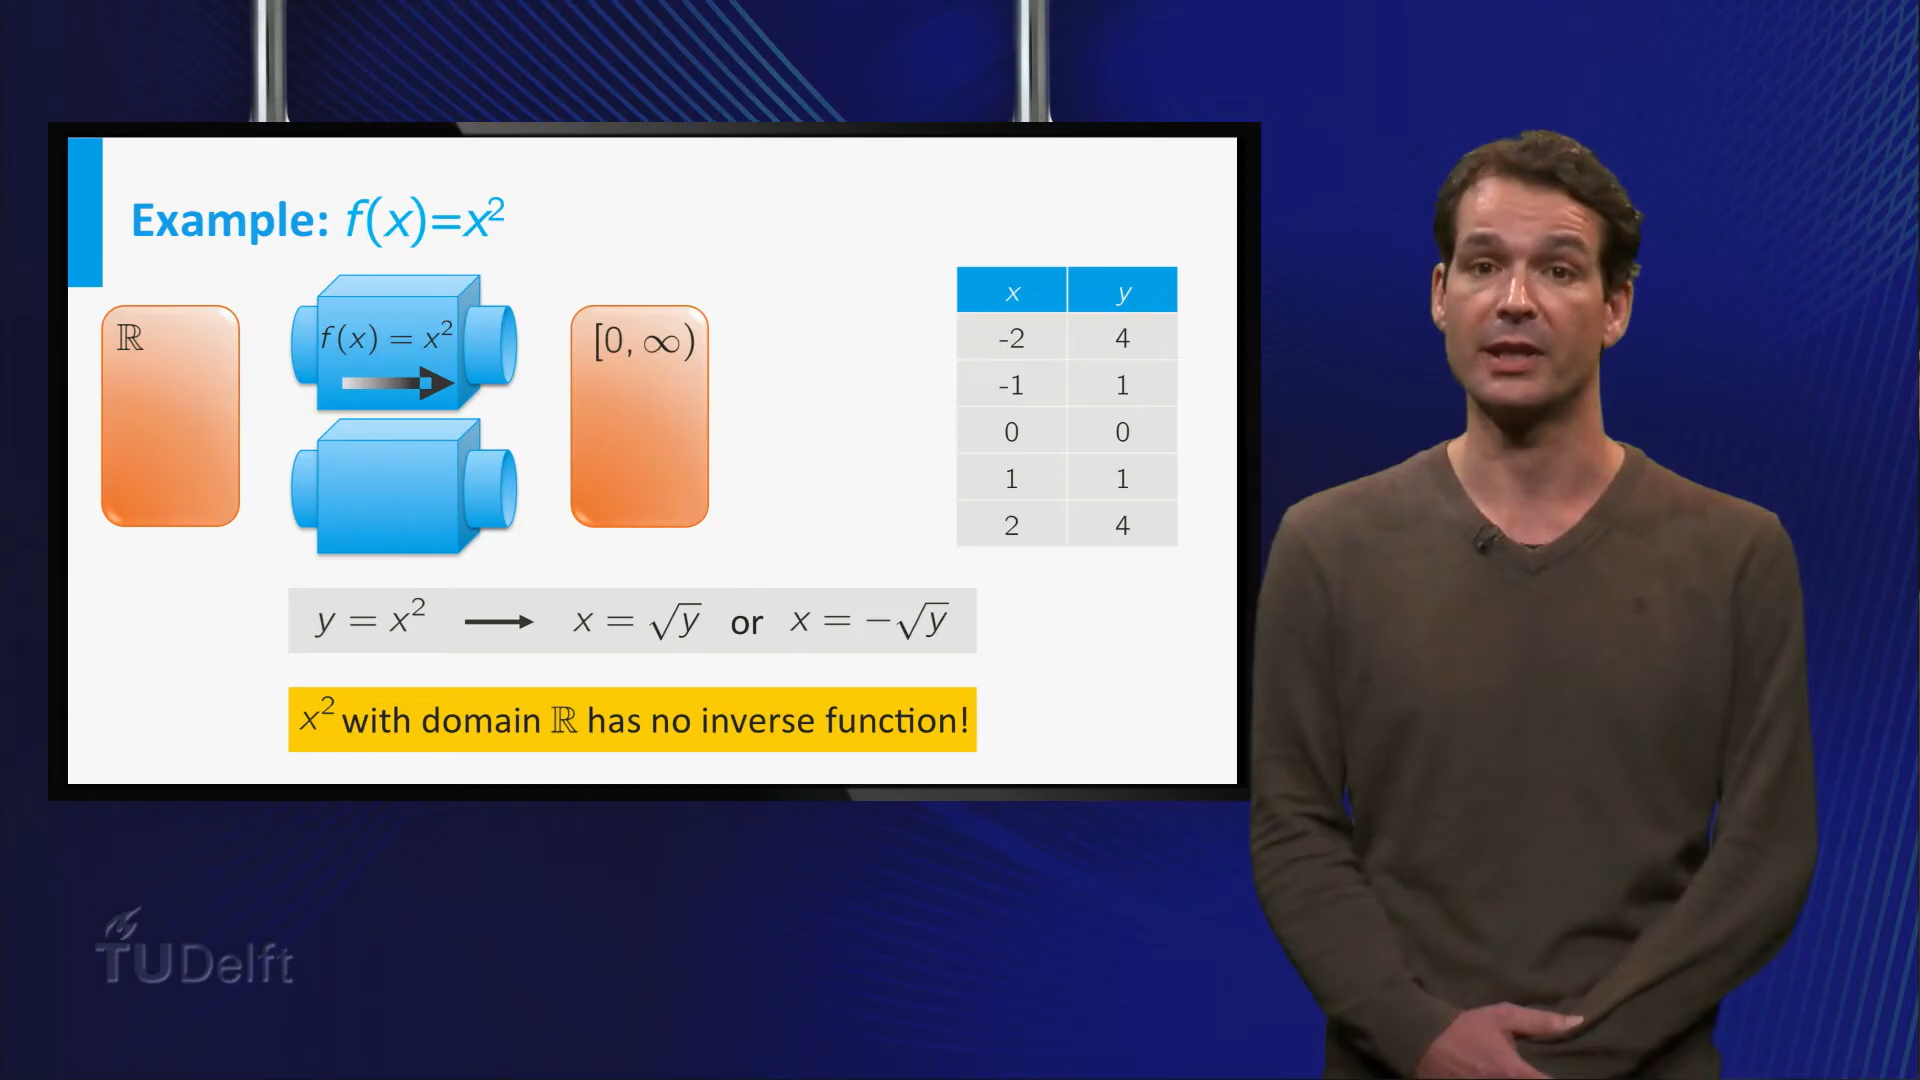 Example: f(x)=x²
ℝ
f(x) = x²
[0, ∞)
x y
-2 4
-1 1
0 0
1 1
2 4
y = x² ⟶ x = √y or x = −√y
x² with domain ℝ has no inverse function!
TUDelft